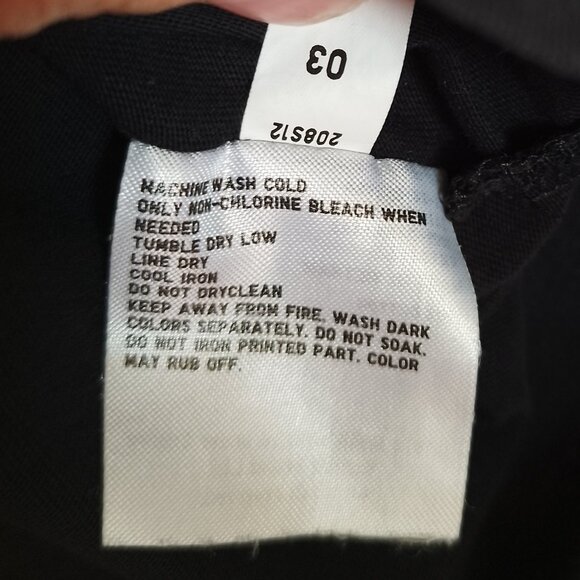 03
208S12
MACHINE WASH COLD
ONLY NON-CHLORINE BLEACH WHEN
NEEDED
TUMBLE DRY LOW
LINE DRY
COOL IRON
DO NOT DRYCLEAN
KEEP AWAY FROM FIRE. WASH DARK
COLORS SEPARATELY. DO NOT SOAK.
DO NOT IRON PRINTED PART. COLOR
MAY RUB OFF.